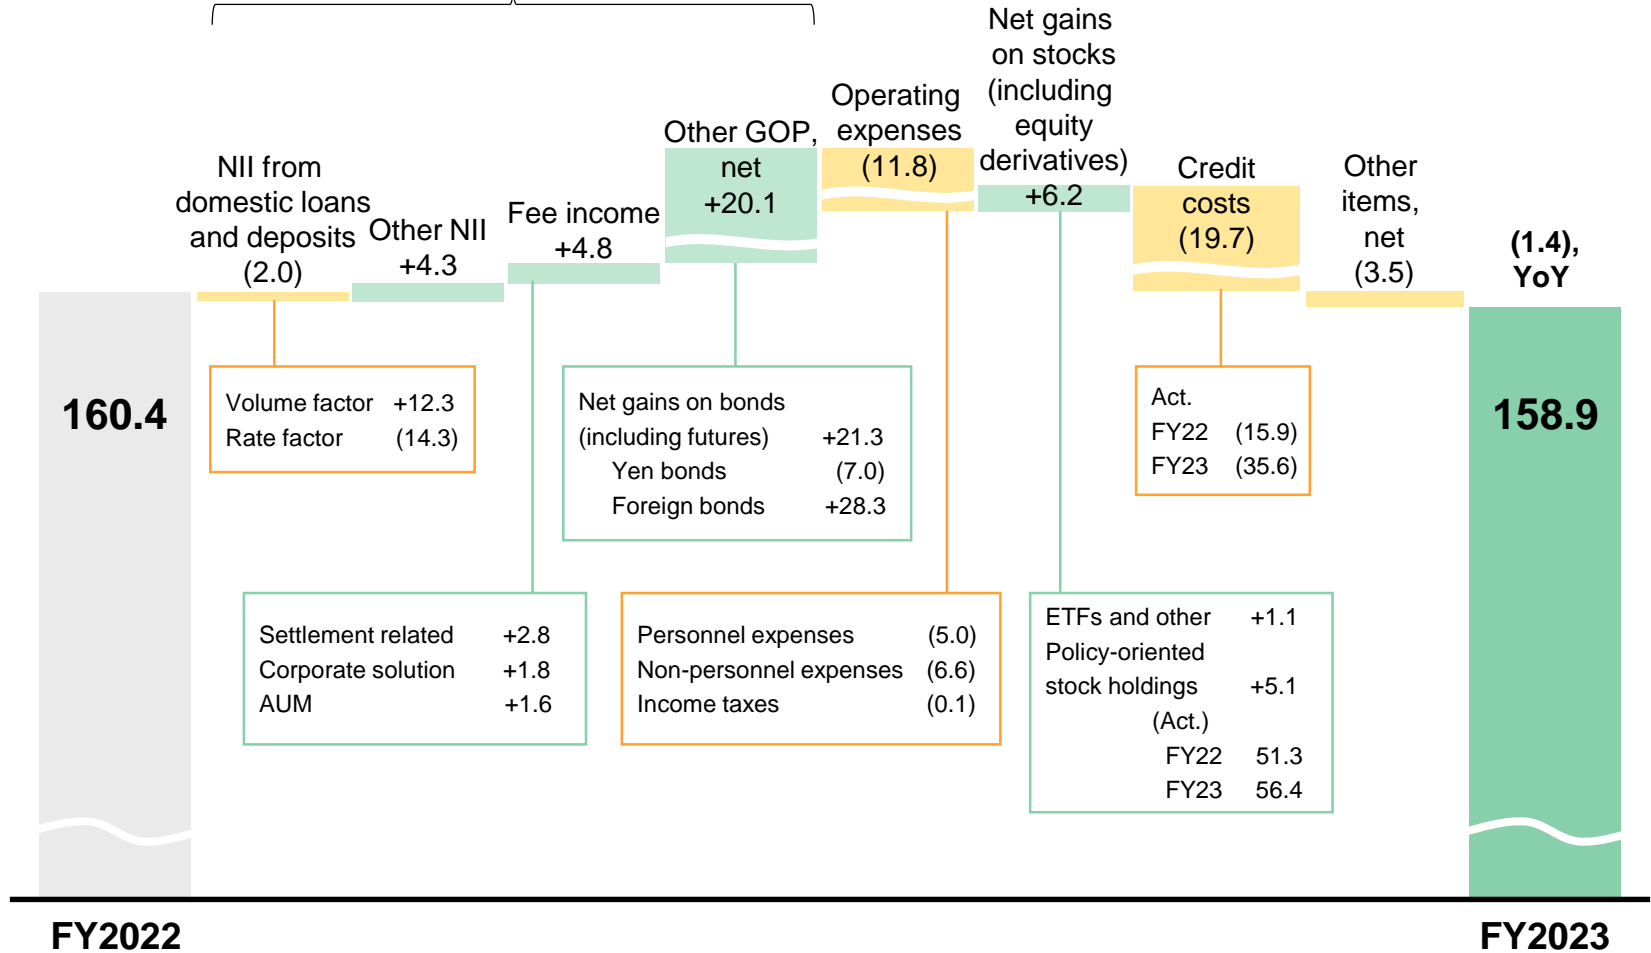 NII from
domestic loans
and deposits
(2.0)
Other NII
+4.3
Fee income
+4.8
Other GOP,
net
+20.1
Operating
expenses
(11.8)
Net gains
on stocks
(including
equity
derivatives)
+6.2
Credit
costs
(19.7)
Other
items,
net
(3.5)
(1.4),
YoY
160.4
Volume factor +12.3
Rate factor (14.3)
Net gains on bonds
(including futures) +21.3
Yen bonds (7.0)
Foreign bonds +28.3
Act.
FY22 (15.9)
FY23 (35.6)
158.9
Settlement related +2.8
Corporate solution +1.8
AUM +1.6
Personnel expenses (5.0)
Non-personnel expenses (6.6)
Income taxes (0.1)
ETFs and other +1.1
Policy-oriented
stock holdings +5.1
(Act.)
FY22 51.3
FY23 56.4
FY2022
FY2023